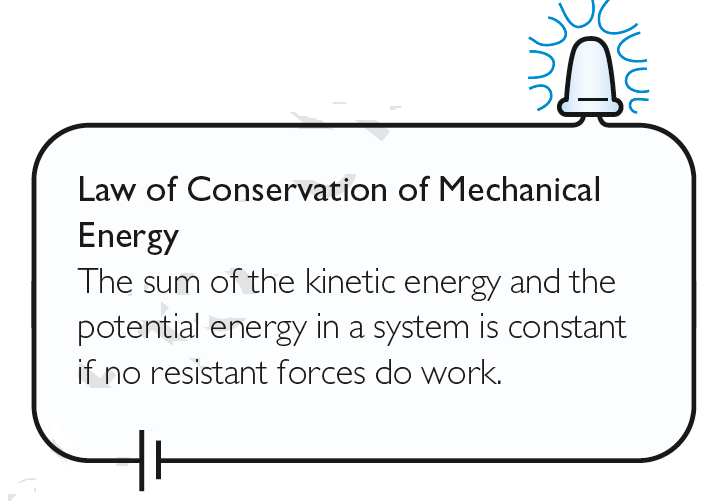 Law of Conservation of Mechanical
Energy
The sum of the kinetic energy and the
potential energy in a system is constant
if no resistant forces do work.